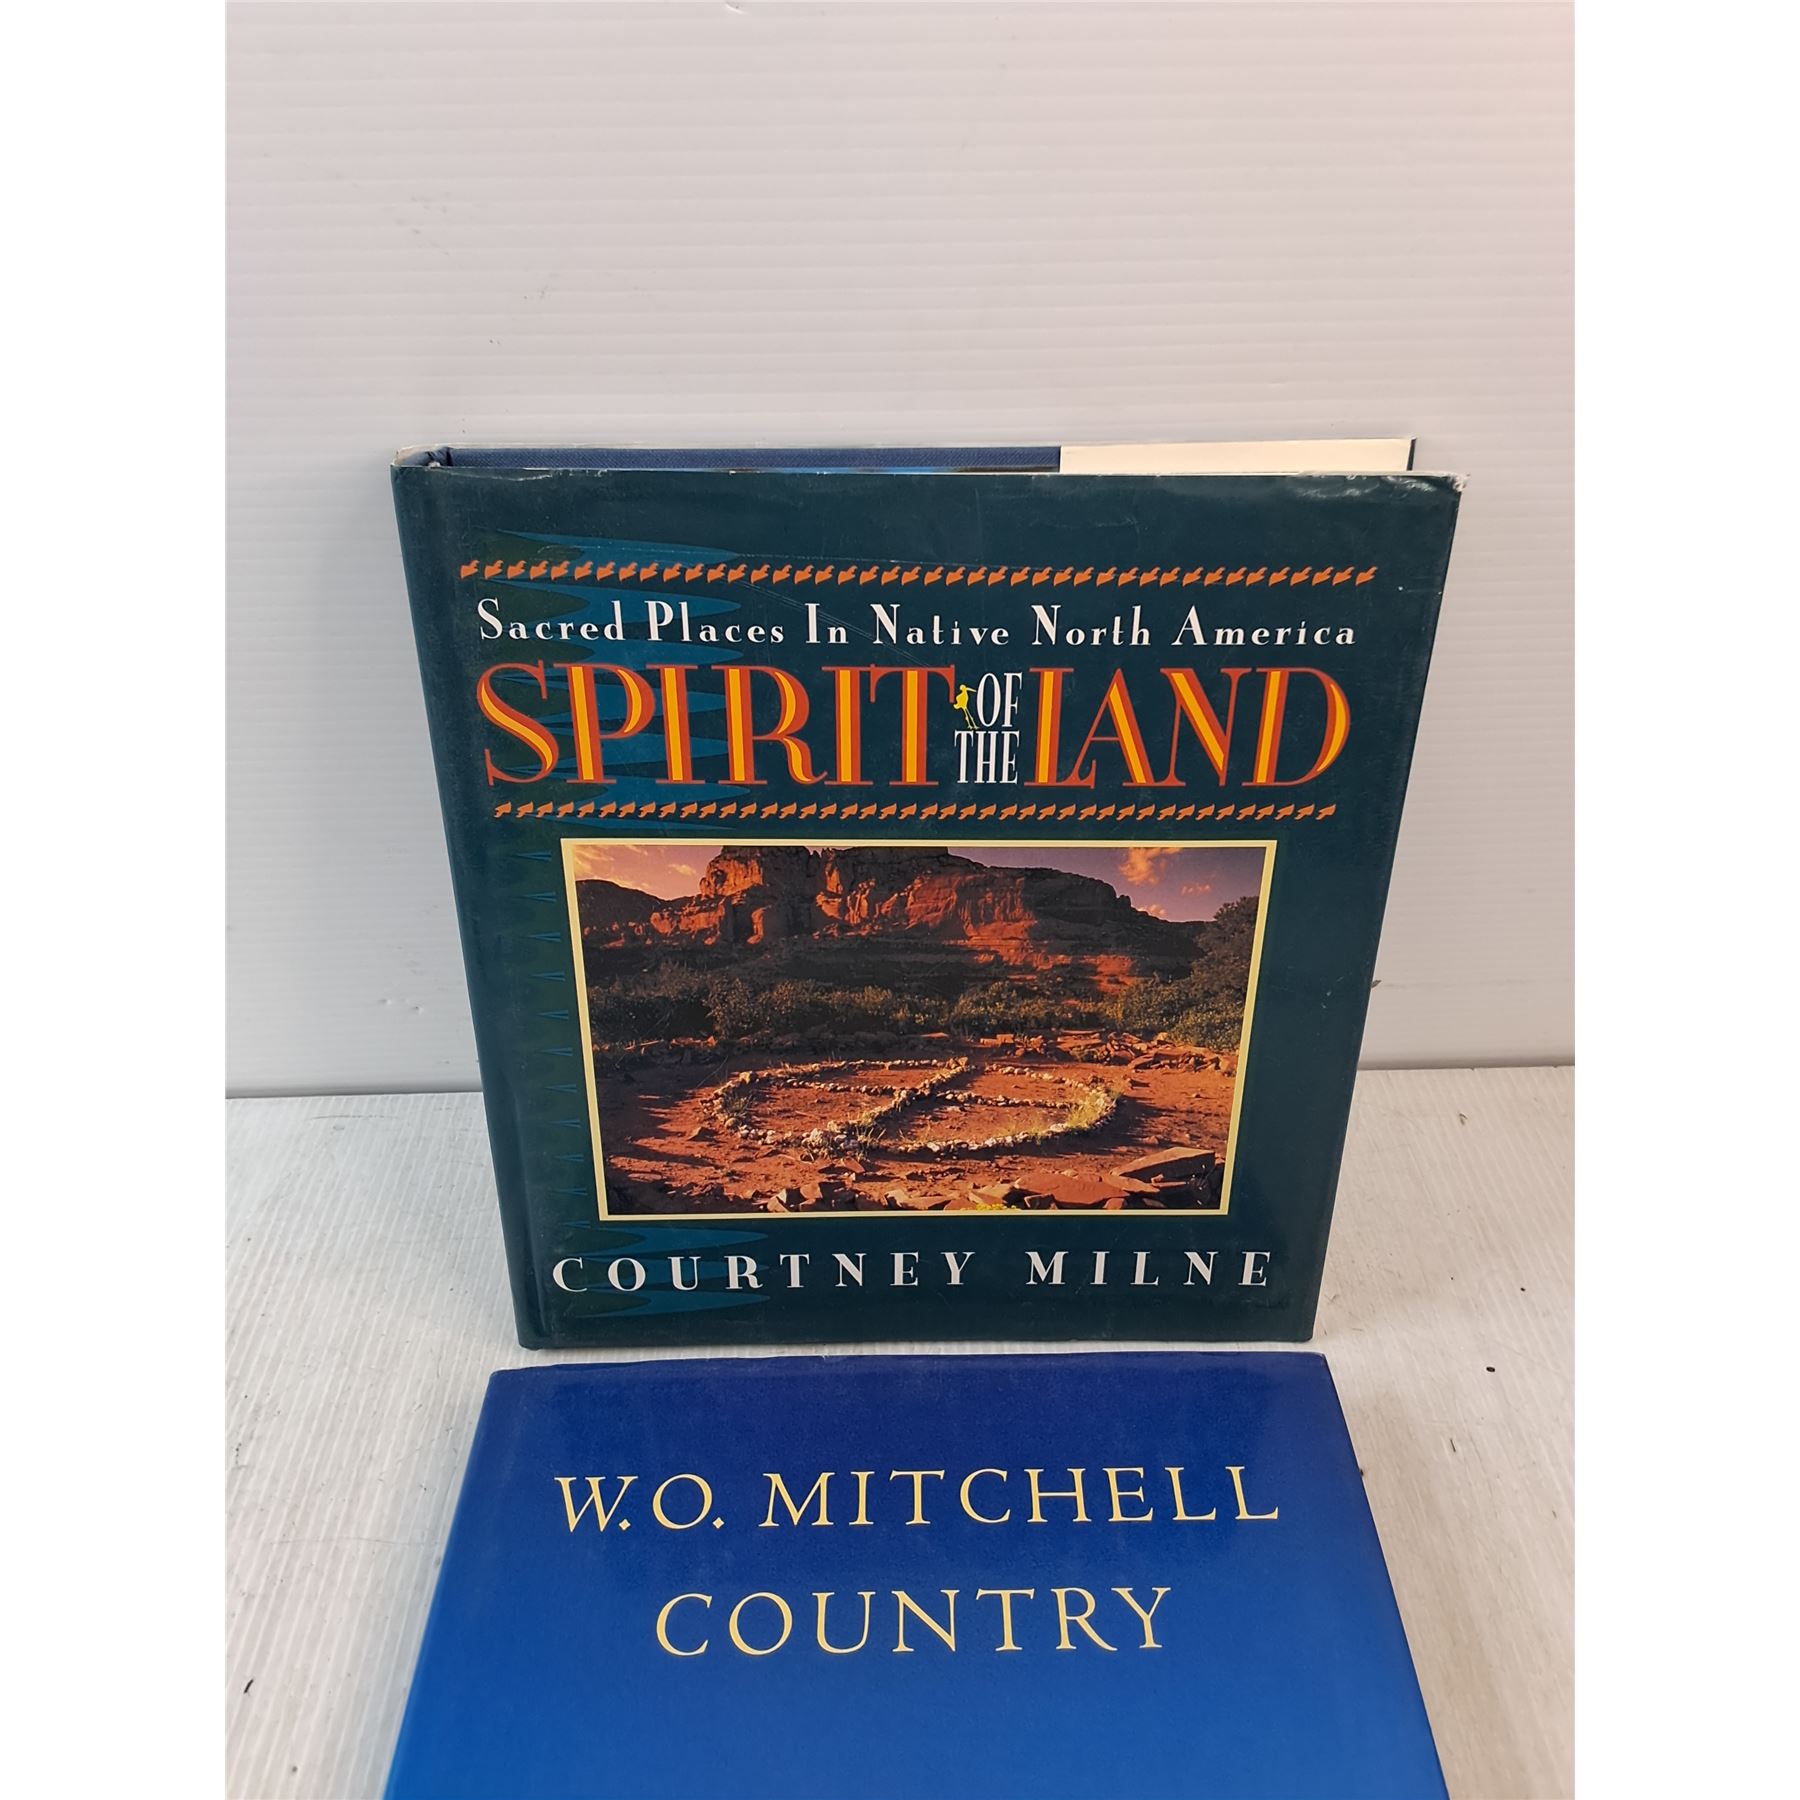 Sacred Places In Native North America
SPIRIT OF THE LAND
COURTNEY MILNE
W.O. MITCHELL
COUNTRY